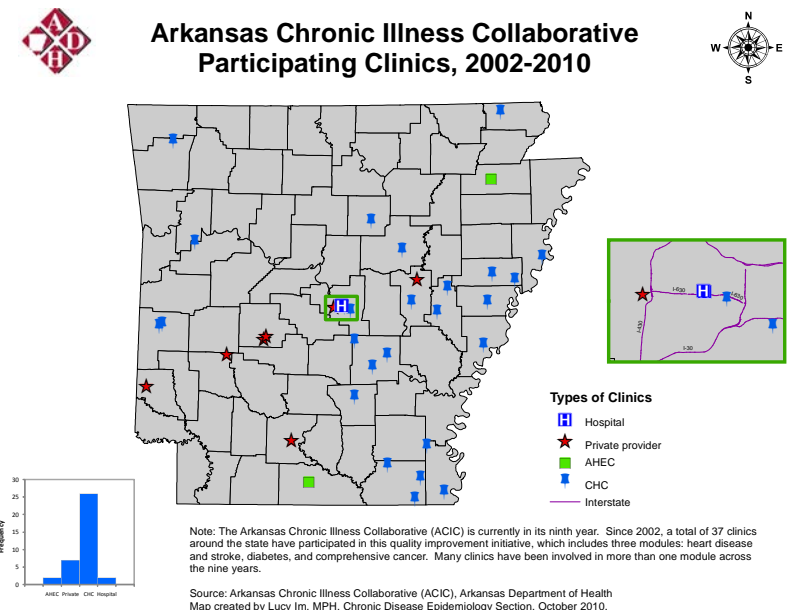 Arkansas Chronic Illness Collaborative
Participating Clinics, 2002-2010
A D
H
N
W E
S
H
I-630
H
I-630
I-430
I-30
Types of Clinics
H Hospital
Private provider
AHEC
CHC
Interstate
30
25
20
15
10
5
0
Frequency
AHEC Private CHC Hospital
Note: The Arkansas Chronic Illness Collaborative (ACIC) is currently in its ninth year. Since 2002, a total of 37 clinics
around the state have participated in this quality improvement initiative, which includes three modules: heart disease
and stroke, diabetes, and comprehensive cancer. Many clinics have been involved in more than one module across
the nine years.
Source: Arkansas Chronic Illness Collaborative (ACIC), Arkansas Department of Health
Map created by Lucy Im, MPH, Chronic Disease Epidemiology Section, October 2010.